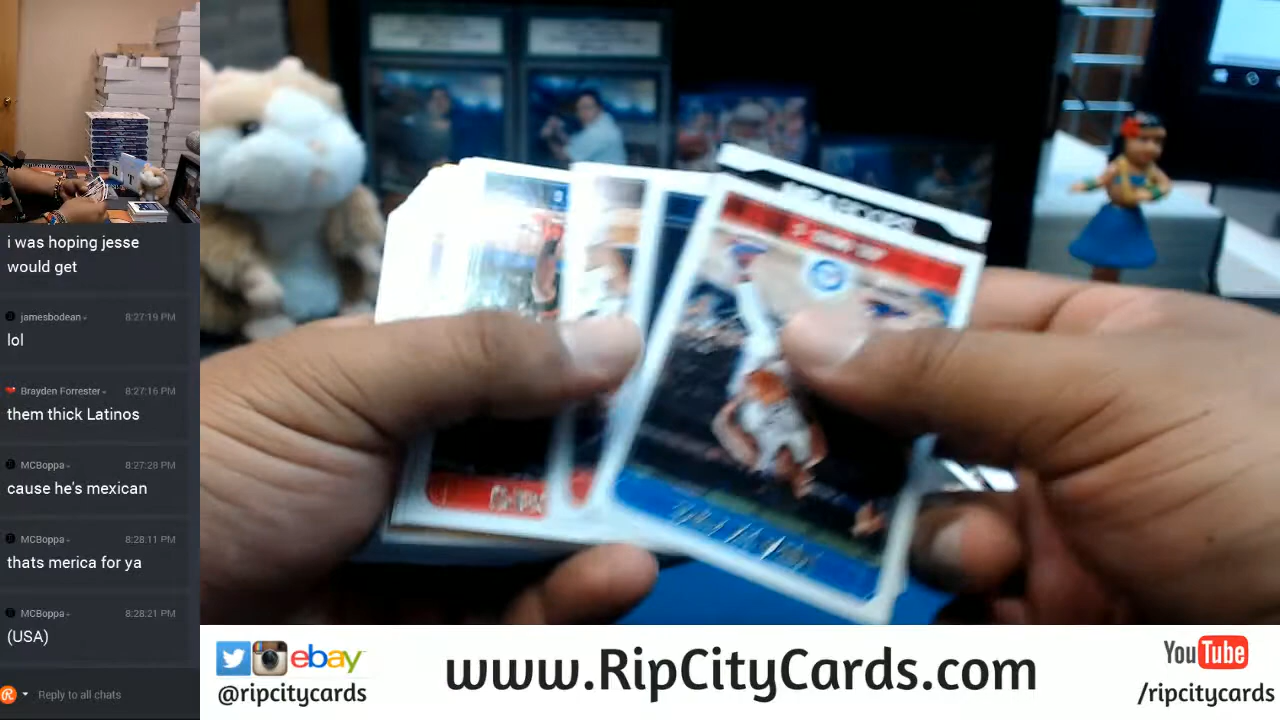 i was hoping jesse
would get
jamesbodean 8:27:19 PM
lol
Brayden Forrester 8:27:16 PM
them thick Latinos
MCBoppa 8:27:28 PM
cause he's mexican
MCBoppa 8:28:11 PM
thats merica for ya
MCBoppa 8:28:21 PM
(USA)
Reply to all chats
ebay
@ripcitycards
www.RipCityCards.com
YouTube
/ripcitycards